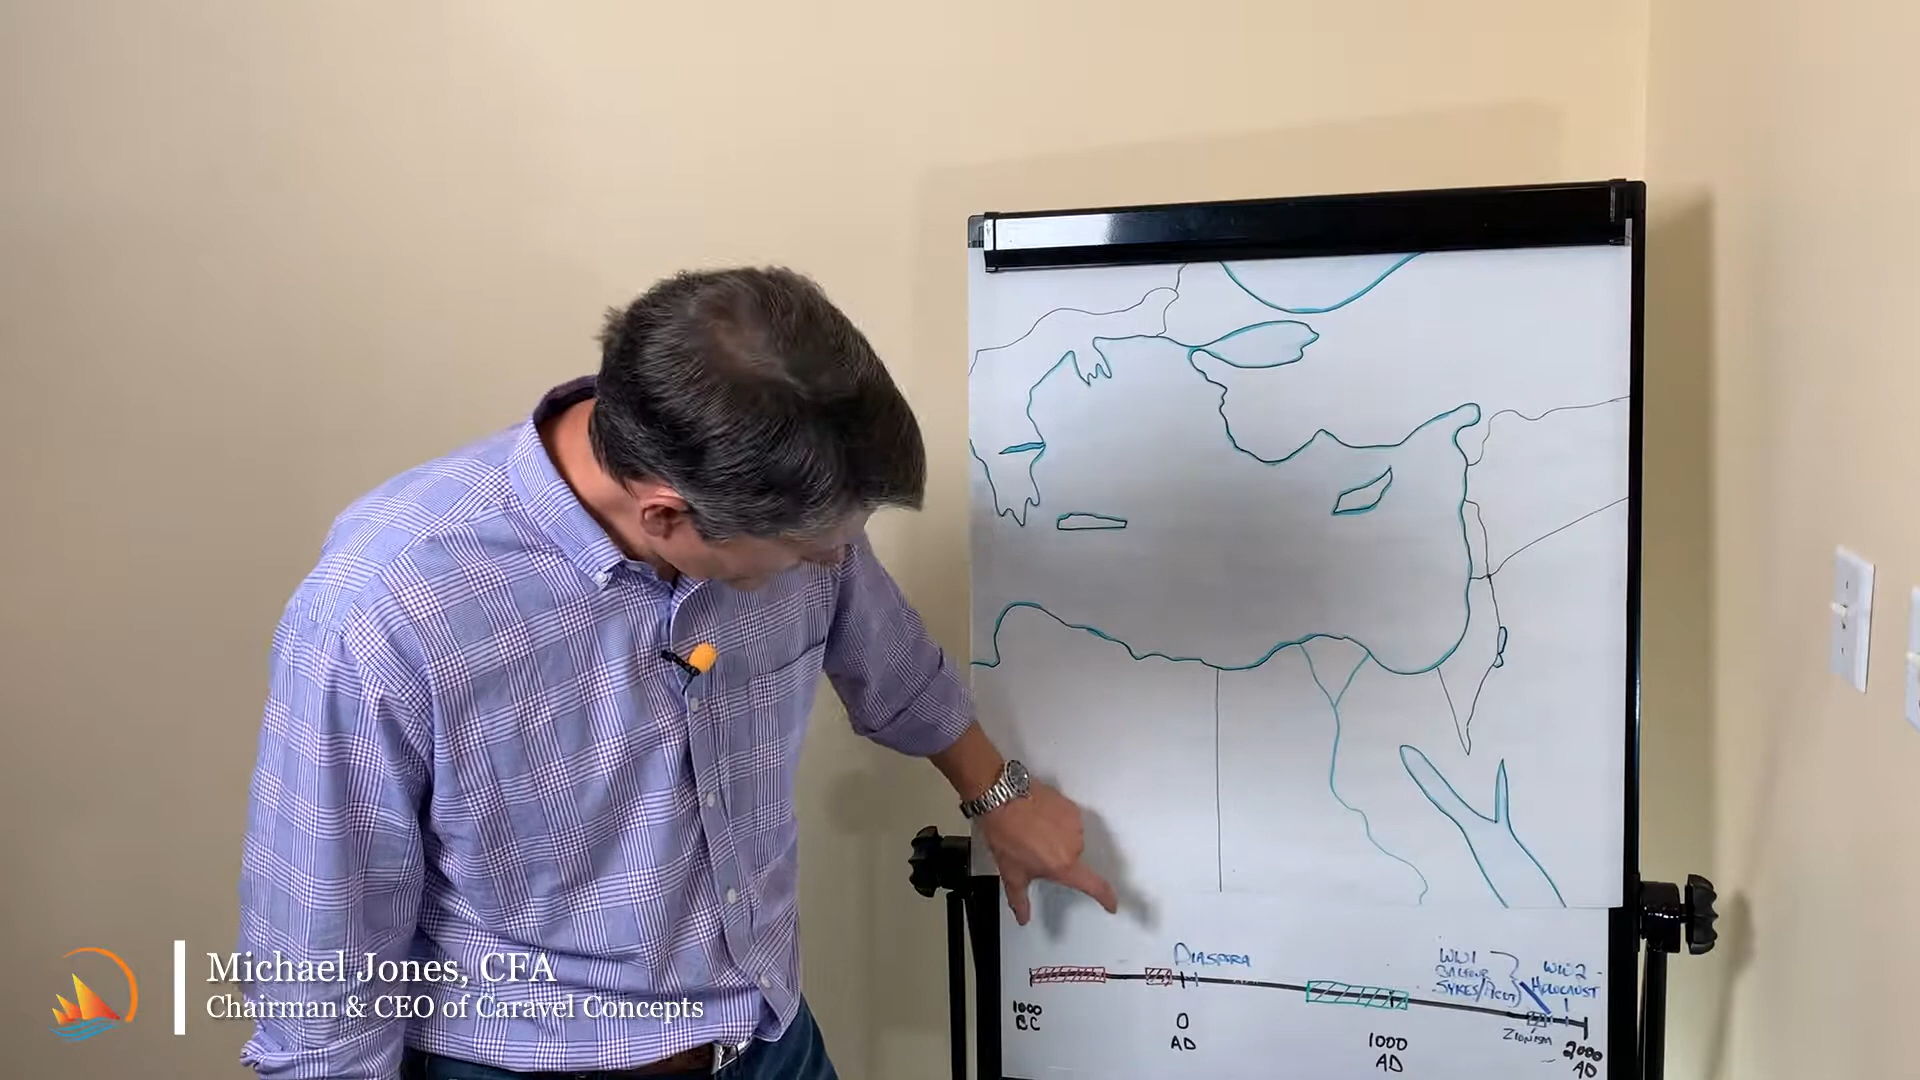 Diaspora
WW1
Balfour
Sykes/Picot
WW2 -
Holocaust
Zionism
1000
BC
0
AD
1000
AD
2000
AD
Michael Jones, CFA
Chairman & CEO of Caravel Concepts